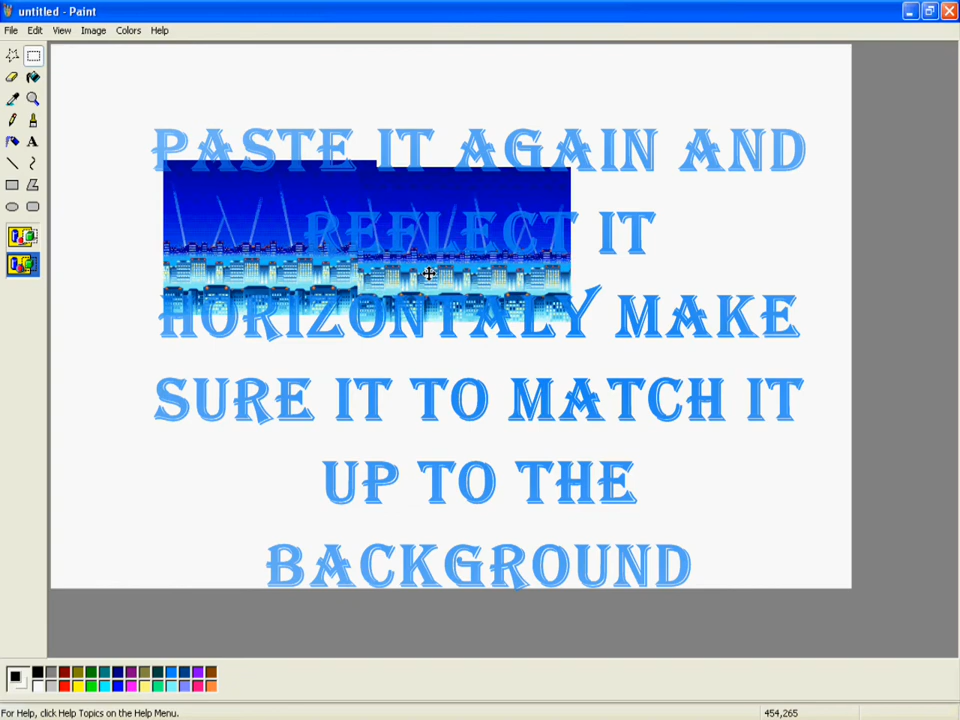 untitled - Paint
File Edit View Image Colors Help
PASTE IT AGAIN AND
REFLECT IT
HORIZONTALY MAKE
SURE IT TO MATCH IT
UP TO THE
BACKGROUND
A
For Help, click Help Topics on the Help Menu.
454,265